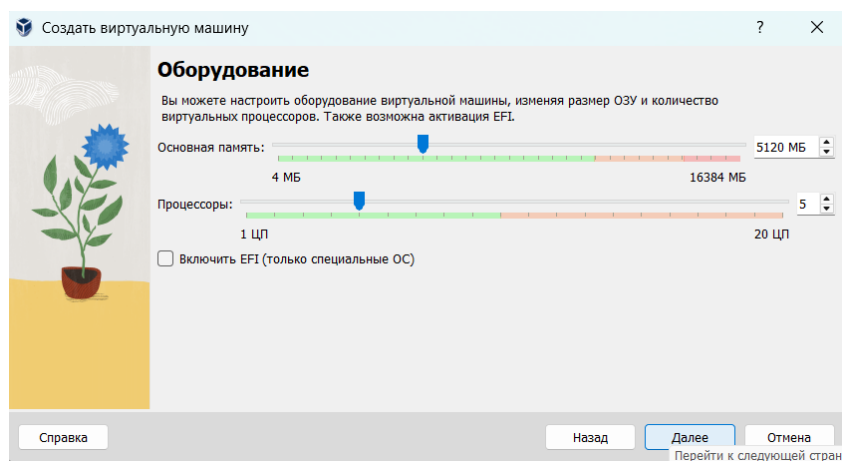 Создать виртуальную машину
Оборудование
Вы можете настроить оборудование виртуальной машины, изменяя размер ОЗУ и количество
виртуальных процессоров. Также возможна активация EFI.
Основная память:
5120 МБ
4 МБ
16384 МБ
Процессоры:
5
1 ЦП
20 ЦП
Включить EFI (только специальные ОС)
Справка
Назад
Далее
Отмена
Перейти к следующей стран